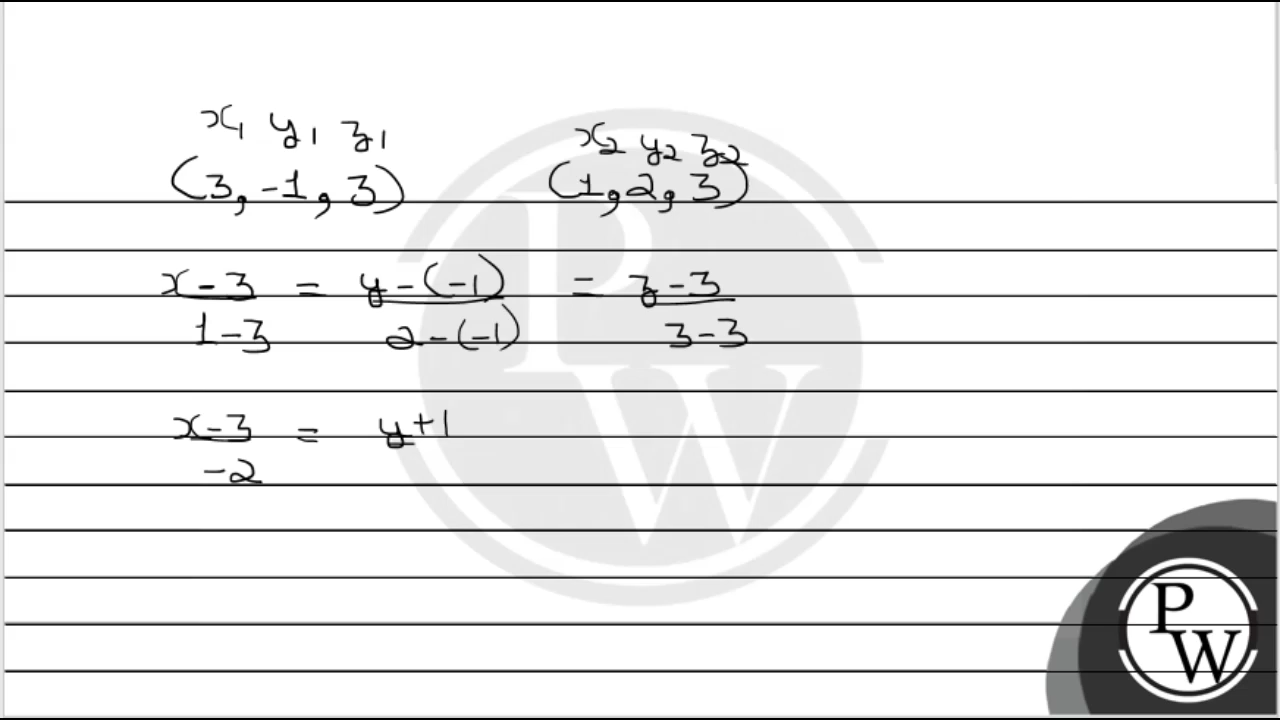 x₁ y₁ z₁ x₂ y₂ z₂
(3, -1, 3) (1, 2, 3)
x-3 = y-(-1) = z-3
1-3 2-(-1) 3-3
x-3 = y+1
-2
P
W
P
W